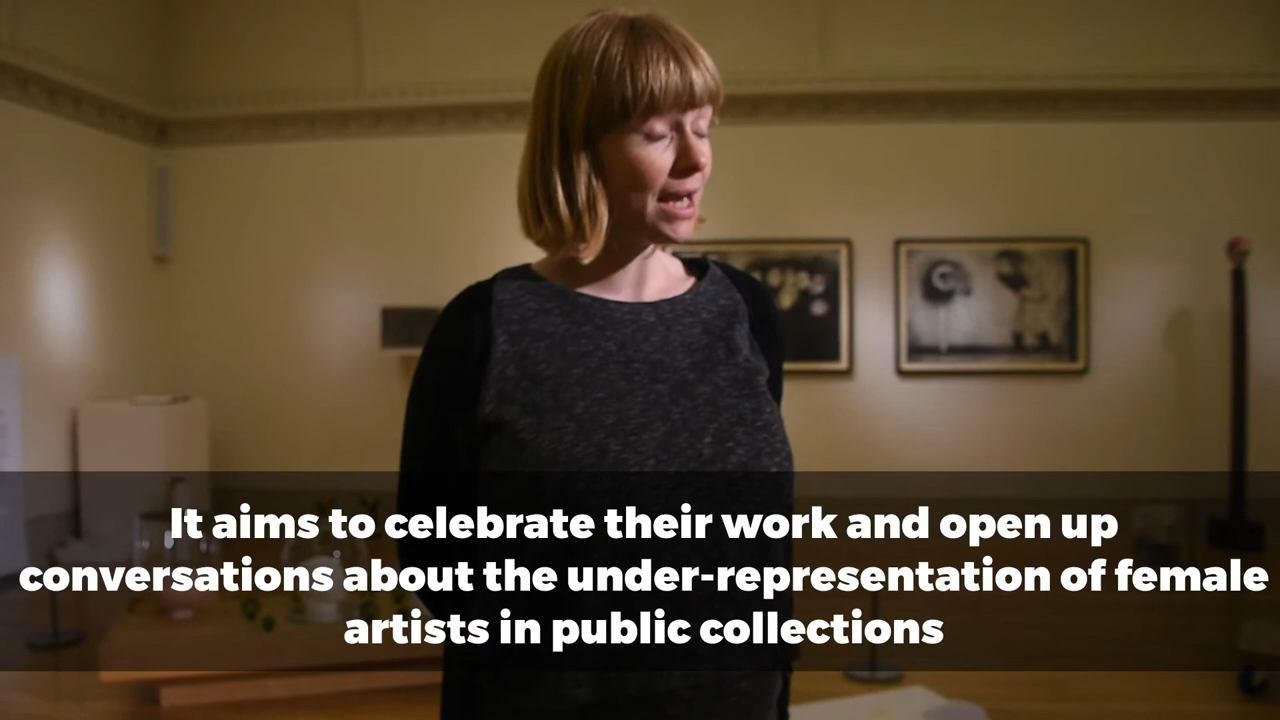 It aims to celebrate their work and open up
conversations about the under-representation of female
artists in public collections